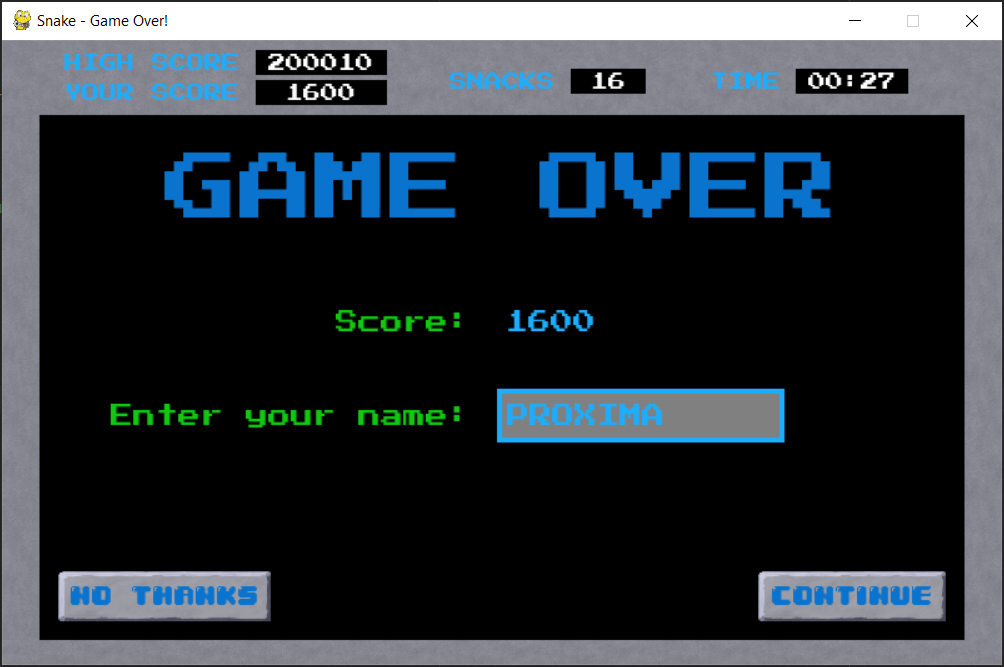 Snake - Game Over!
HIGH SCORE 200010
YOUR SCORE 1600
SNACKS 16
TIME 00:27
GAME OVER
Score: 1600
Enter your name: PROXIMA
NO THANKS
CONTINUE